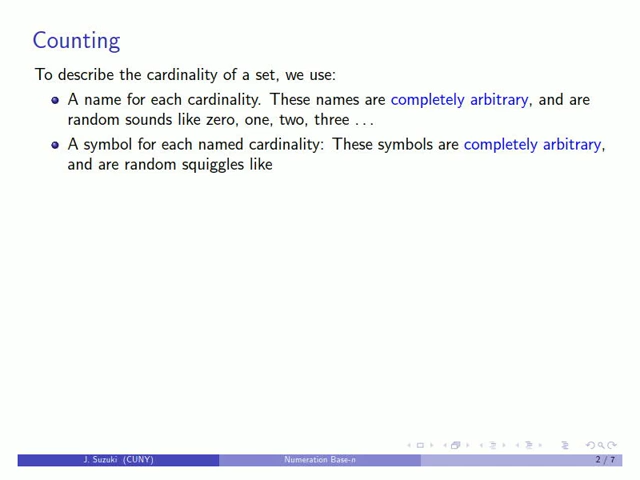 Counting
To describe the cardinality of a set, we use:
A name for each cardinality. These names are completely arbitrary, and are
random sounds like zero, one, two, three . . .
A symbol for each named cardinality: These symbols are completely arbitrary,
and are random squiggles like
J. Suzuki (CUNY)
Numeration Base-n
2 / 7